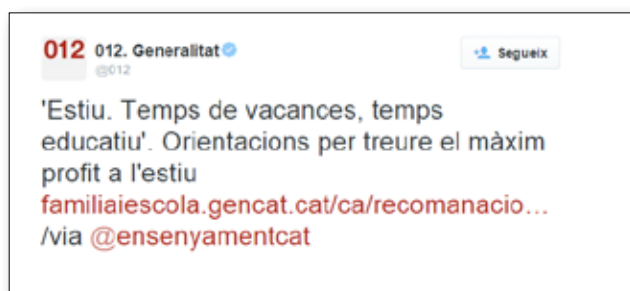 012 012. Generalitat
@012
Segueix
'Estiu. Temps de vacances, temps
educatiu'. Orientacions per treure el màxim
profit a l'estiu
familiaiescola.gencat.cat/ca/recomanacio...
/via @ensenyamentcat